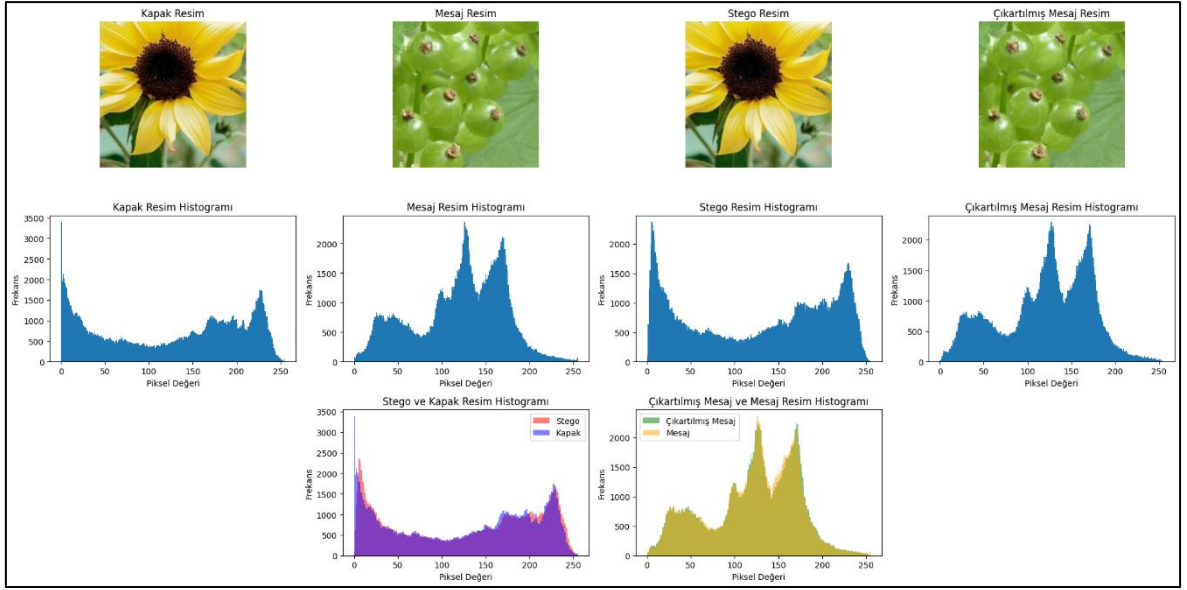 Kapak Resim
Mesaj Resim
Stego Resim
Çıkartılmış Mesaj Resim
Kapak Resim Histogramı
Frekans
3500
3000
2500
2000
1500
1000
500
0
0 50 100 150 200 250
Piksel Değeri
Mesaj Resim Histogramı
Frekans
2000
1500
1000
500
0
0 50 100 150 200 250
Piksel Değeri
Stego Resim Histogramı
Frekans
2000
1500
1000
500
0
0 50 100 150 200 250
Piksel Değeri
Çıkartılmış Mesaj Resim Histogramı
Frekans
2000
1500
1000
500
0
0 50 100 150 200 250
Piksel Değeri
Stego ve Kapak Resim Histogramı
Stego
Kapak
Frekans
3500
3000
2500
2000
1500
1000
500
0
0 50 100 150 200 250
Piksel Değeri
Çıkartılmış Mesaj ve Mesaj Resim Histogramı
Çıkartılmış Mesaj
Mesaj
Frekans
2000
1500
1000
500
0
0 50 100 150 200 250
Piksel Değeri